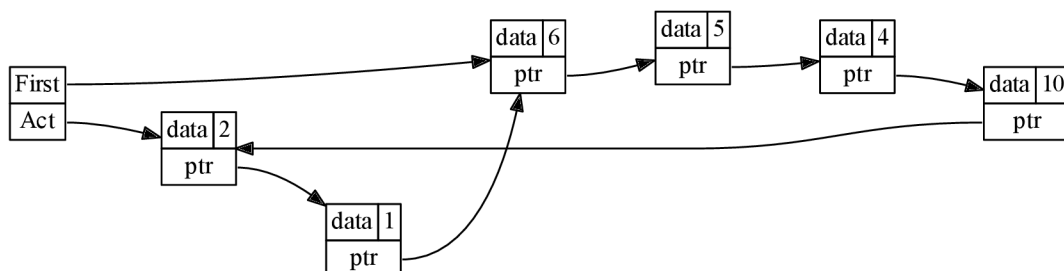 First
Act
data 2
ptr
data 1
ptr
data 6
ptr
data 5
ptr
data 4
ptr
data 10
ptr